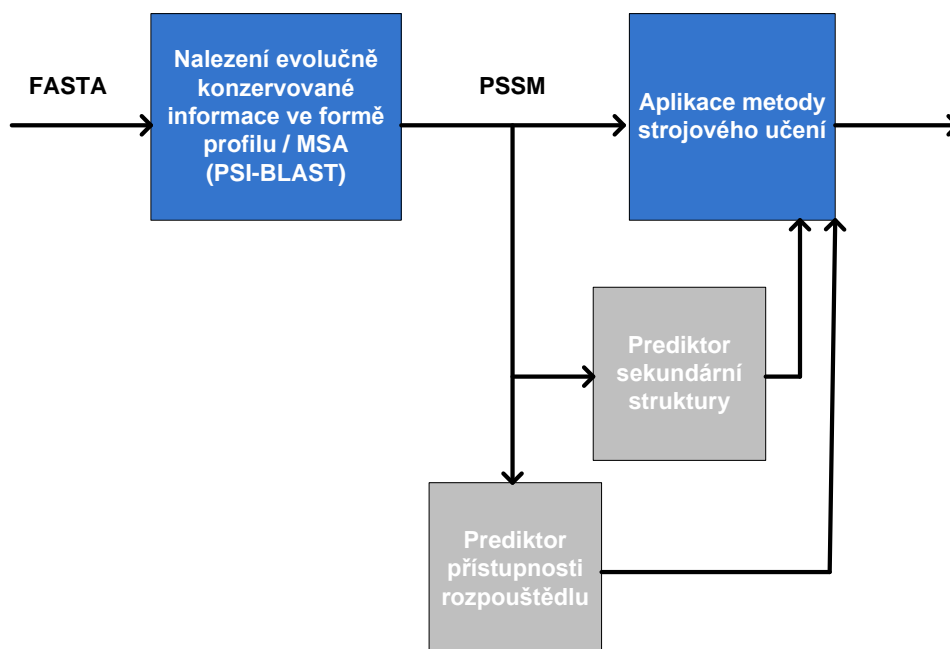 FASTA
Nalezení evolučně
konzervované
informace ve formě
profilu / MSA
(PSI-BLAST)
PSSM
Aplikace metody
strojového učení
Prediktor
sekundární
struktury
Prediktor
přístupnosti
rozpouštědlu